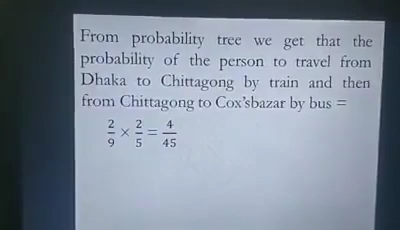 From probability tree we get that the
probability of the person to travel from
Dhaka to Chittagong by train and then
from Chittagong to Cox'sbazar by bus =
2/9 × 2/5 = 4/45